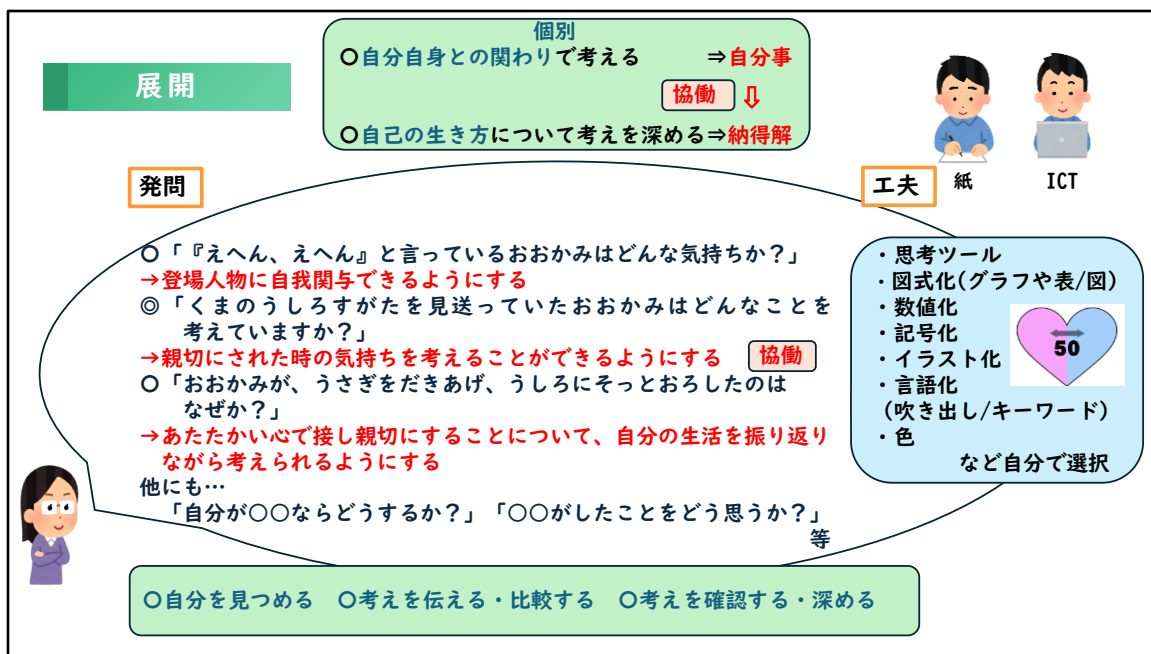 展開
個別
〇自分自身との関わりで考える ⇒自分事
協働 ⇩
〇自己の生き方について考えを深める⇒納得解
紙 ICT
発問
工夫
〇「『えへん、えへん』と言っているおおかみはどんな気持ちか？」
→登場人物に自我関与できるようにする
◎「くまのうしろすがたを見送っていたおおかみはどんなことを
考えていますか？」
→親切にされた時の気持ちを考えることができるようにする 協働
〇「おおかみが、うさぎをだきあげ、うしろにそっとおろしたのは
なぜか？」
→あたたかい心で接し親切にすることについて、自分の生活を振り返り
ながら考えられるようにする
他にも…
「自分が〇〇ならどうするか？」「〇〇がしたことをどう思うか？」
等
・思考ツール
・図式化(グラフや表/図)
・数値化
・記号化
・イラスト化
・言語化
(吹き出し/キーワード)
・色
など自分で選択
50
〇自分を見つめる 〇考えを伝える・比較する 〇考えを確認する・深める